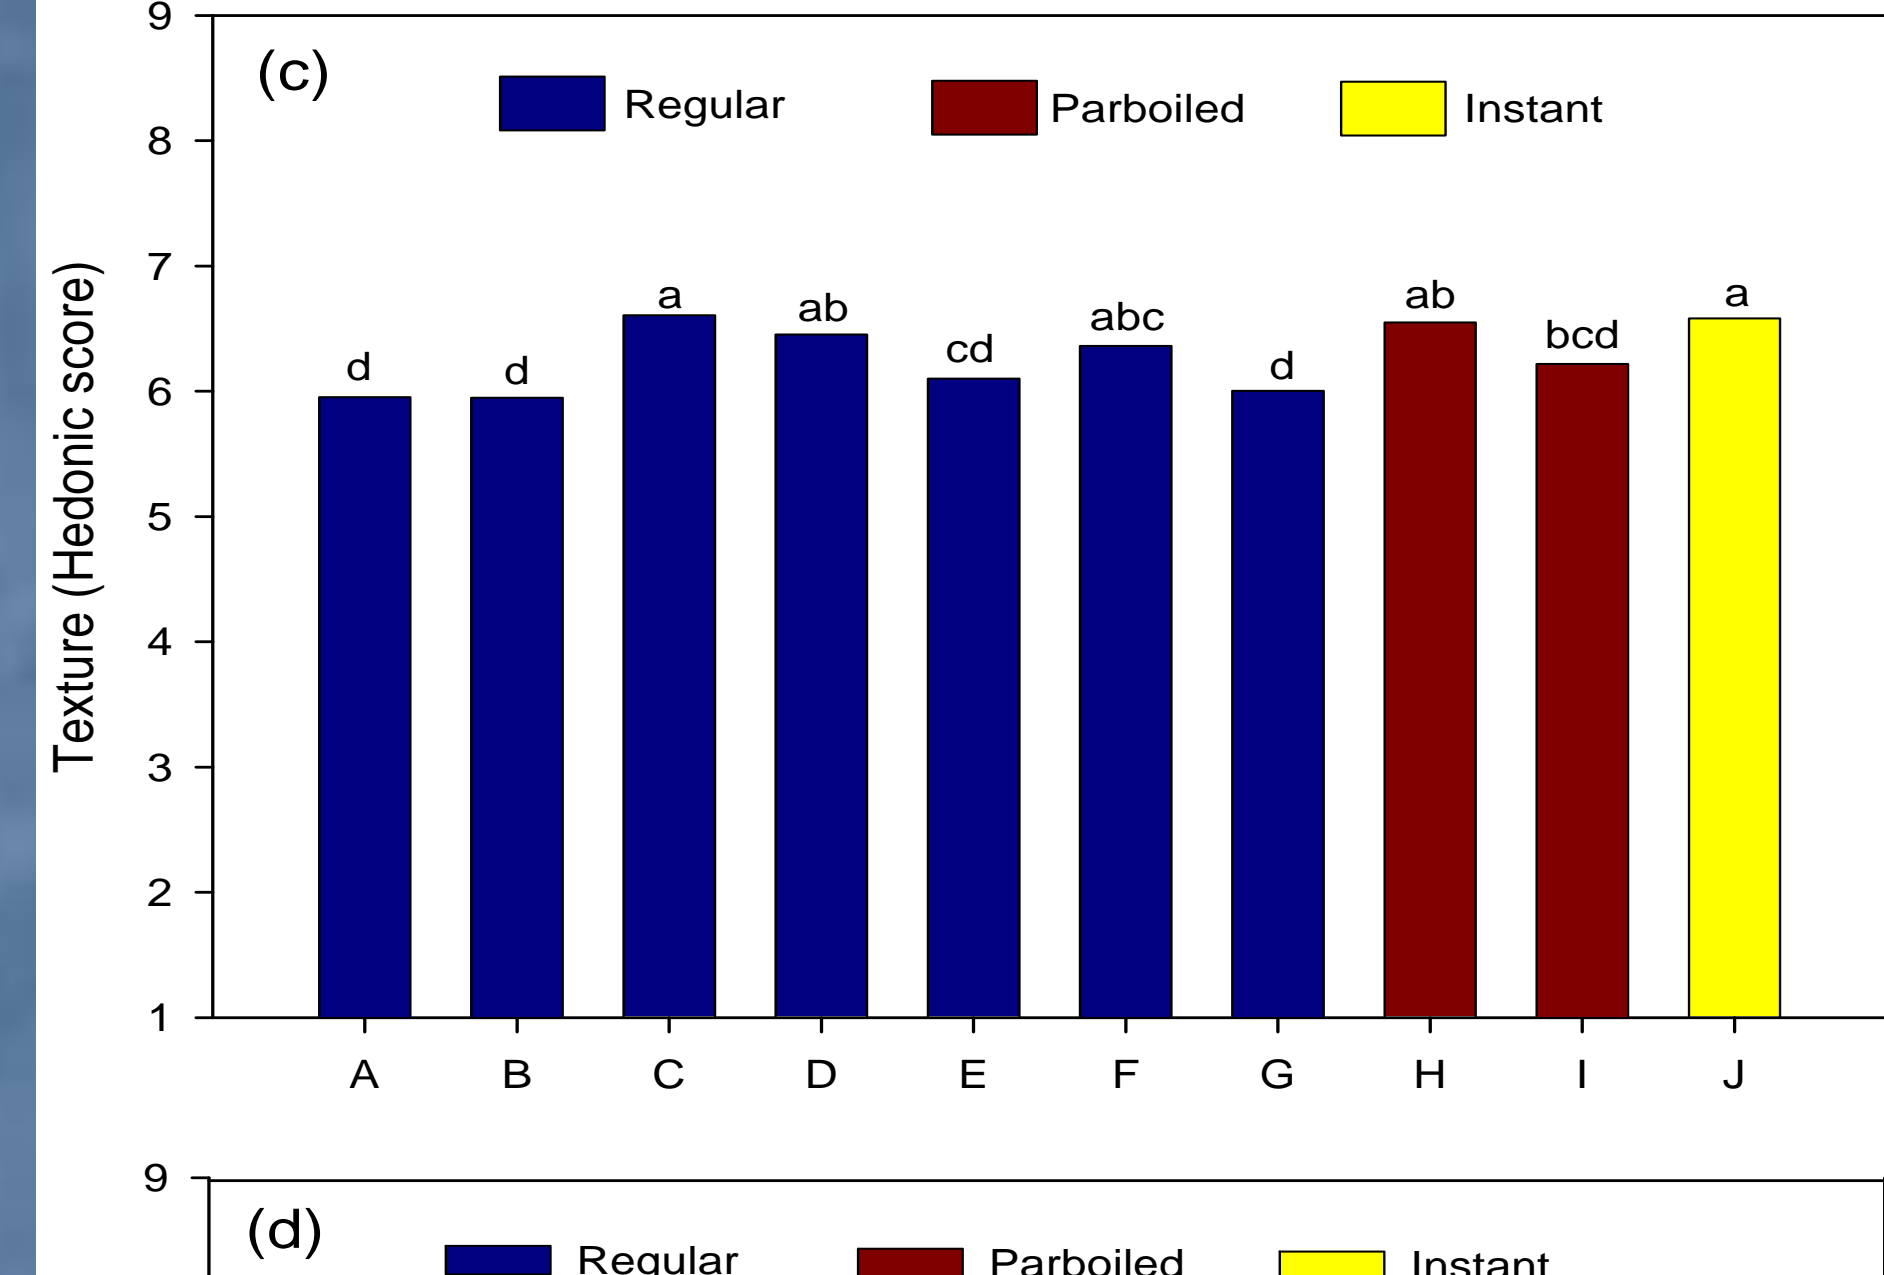 9
(c)
Regular Parboiled Instant
8
7
a ab abc ab a
d d cd d bcd
6
5
4
3
2
1
Texture (Hedonic score)
A B C D E F G H I J
9
(d)
Regular Parboiled Instant